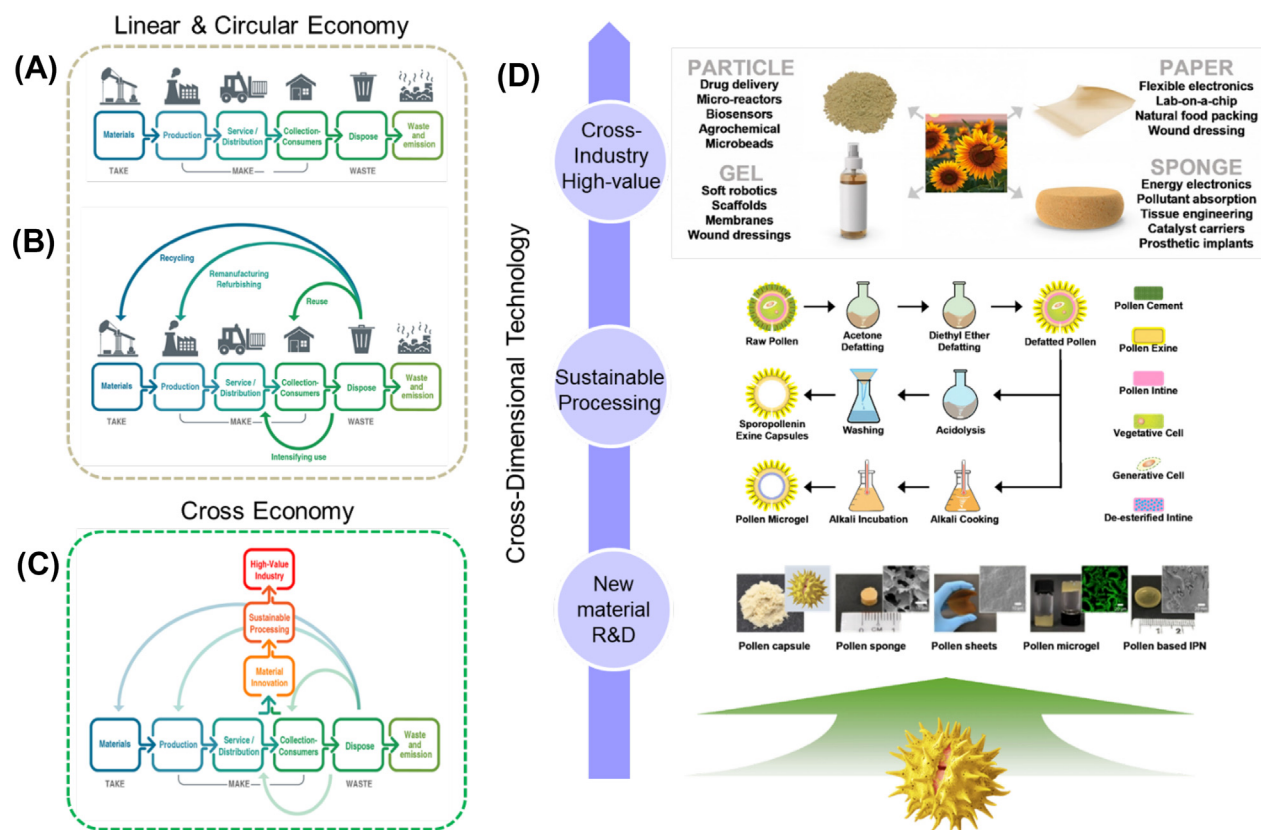 Linear & Circular Economy
(A)
Materials
Production
Service /
Distribution
Collection-
Consumers
Dispose
Waste
and
emission
TAKE
MAKE
WASTE
(B)
Recycling
Remanufacturing
Refurbishing
Reuse
Materials
Production
Service /
Distribution
Collection-
Consumers
Dispose
Waste
and
emission
TAKE
MAKE
WASTE
Intensifying use
Cross Economy
(C)
High-Value
Industry
Sustainable
Processing
Material
Innovation
Materials
Production
Service /
Distribution
Collection-
Consumers
Dispose
Waste
and
emission
TAKE
MAKE
WASTE
(D)
Cross-Dimensional Technology
Cross-
Industry
High-value
PARTICLE
Drug delivery
Micro-reactors
Biosensors
Agrochemical
Microbeads
GEL
Soft robotics
Scaffolds
Membranes
Wound dressings
PAPER
Flexible electronics
Lab-on-a-chip
Natural food packing
Wound dressing
SPONGE
Energy electronics
Pollutant absorption
Tissue engineering
Catalyst carriers
Prosthetic implants
Sustainable
Processing
Raw Pollen
Acetone
Defatting
Diethyl Ether
Defatting
Defatted Pollen
Sporopollenin
Exine Capsules
Washing
Acidolysis
Pollen Microgel
Alkali Incubation
Alkali Cooking
Pollen Cement
Pollen Exine
Pollen Intine
Vegetative Cell
Generative Cell
De-esterified Intine
New
material
R&D
CM
1
2
Pollen capsule
Pollen sponge
Pollen sheets
Pollen microgel
Pollen based IPN